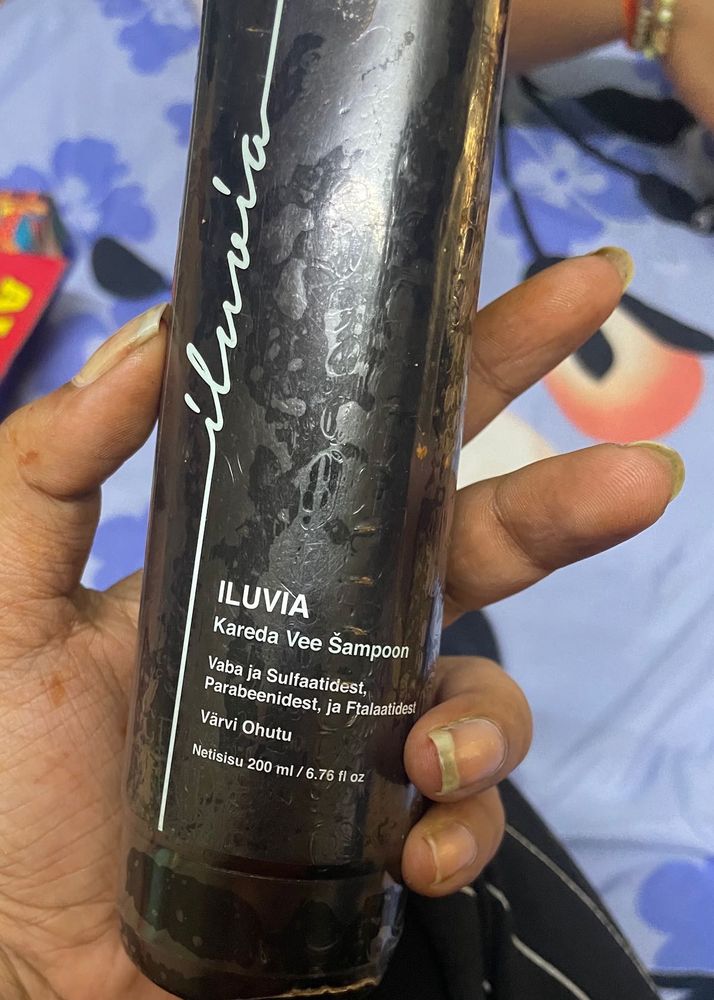 iluvia
ILUVIA
Kareda Vee Šampoon
Vaba ja Sulfaatidest,
Parabeenidest, ja Ftalaatidest
Värvi Ohutu
Netisisu 200 ml / 6.76 fl oz